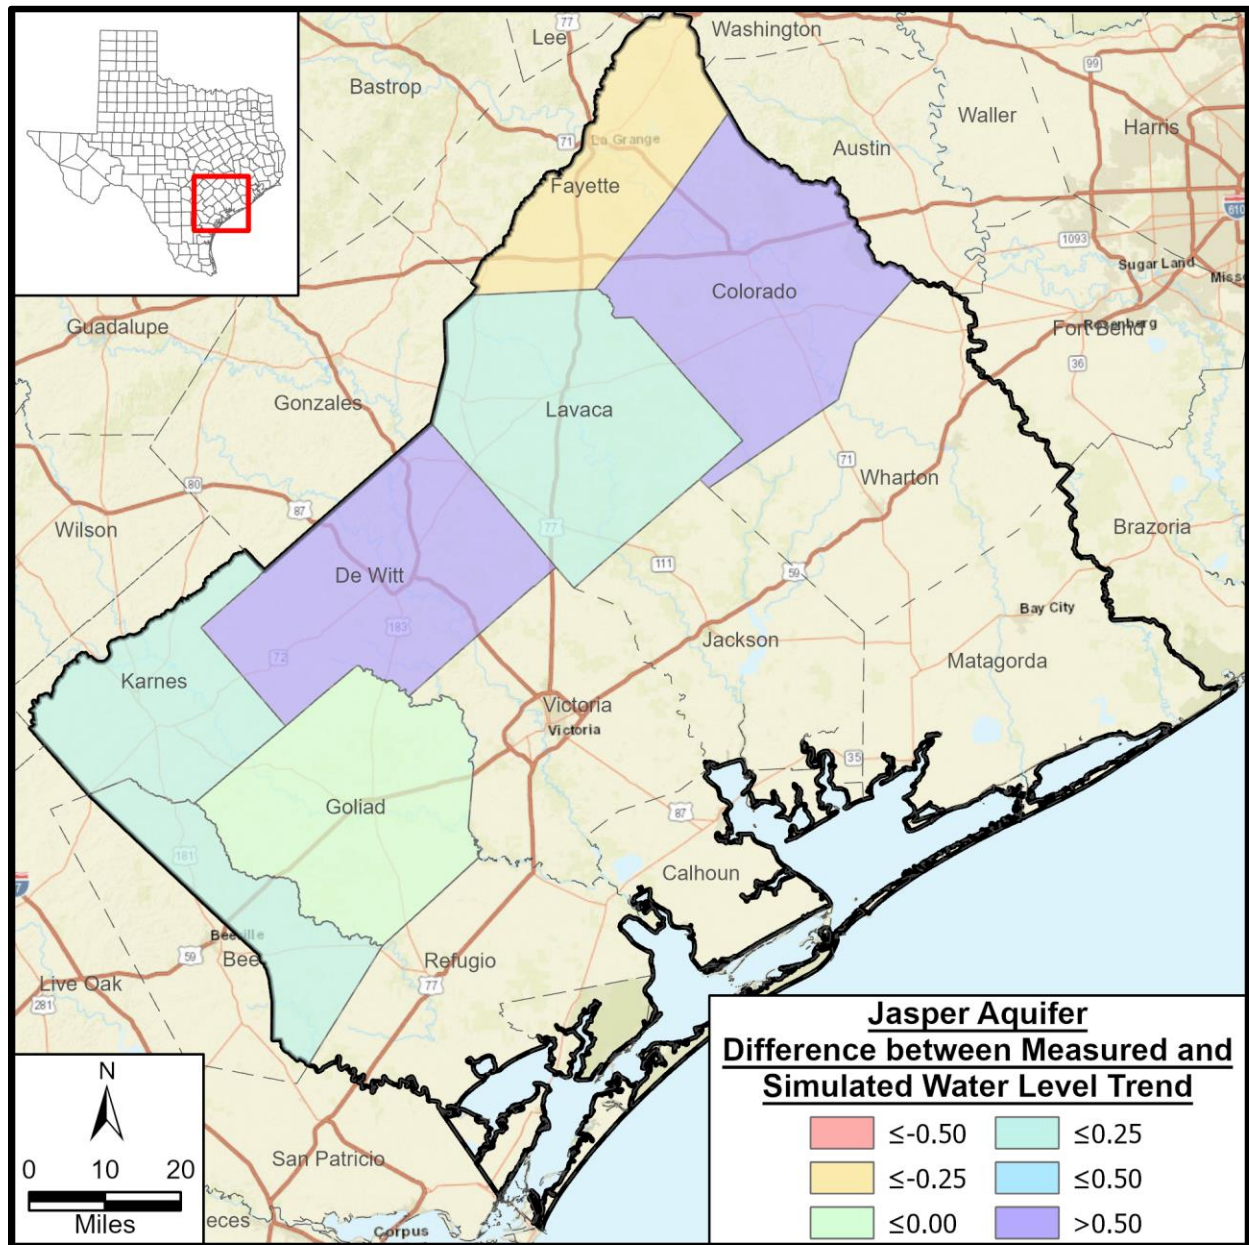 77
Lee
Washington
Bastrop
99
Waller
Harris
71
La Grange
Austin
Fayette
610
1093
Sugar Land
Misso
Colorado
Guadalupe
Fort Bend
Rosenberg
36
Gonzales
Lavaca
71
Wharton
80
87
Wilson
77
Brazoria
111
De Witt
59
Bay City
183
Jackson
72
Matagorda
Karnes
Victoria
Victoria
35
Goliad
87
181
Calhoun
7
Beeville
59
Bee
Refugio
77
Live Oak
281
Jasper Aquifer
Difference between Measured and
Simulated Water Level Trend
≤-0.50
≤0.25
≤-0.25
≤0.50
≤0.00
>0.50
N
0 10 20
Miles
San Patricio
eces
Corpus